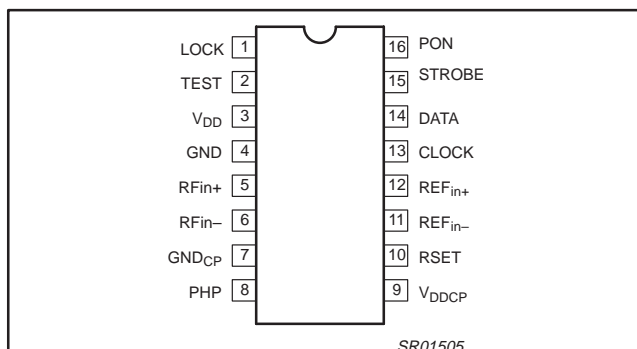 LOCK 1 16 PON
TEST 2 15 STROBE
VDD 3 14 DATA
GND 4 13 CLOCK
RFin+ 5 12 REFin+
RFin– 6 11 REFin–
GNDCP 7 10 RSET
PHP 8 9 VDDCP
SR01505